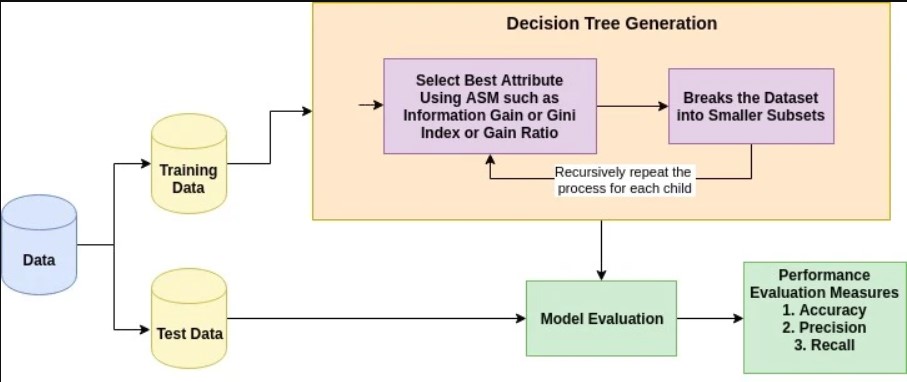 Decision Tree Generation
Select Best Attribute
Using ASM such as
Information Gain or Gini
Index or Gain Ratio
Breaks the Dataset
into Smaller Subsets
Recursively repeat the
process for each child
Training
Data
Data
Test Data
Model Evaluation
Performance
Evaluation Measures
1. Accuracy
2. Precision
3. Recall